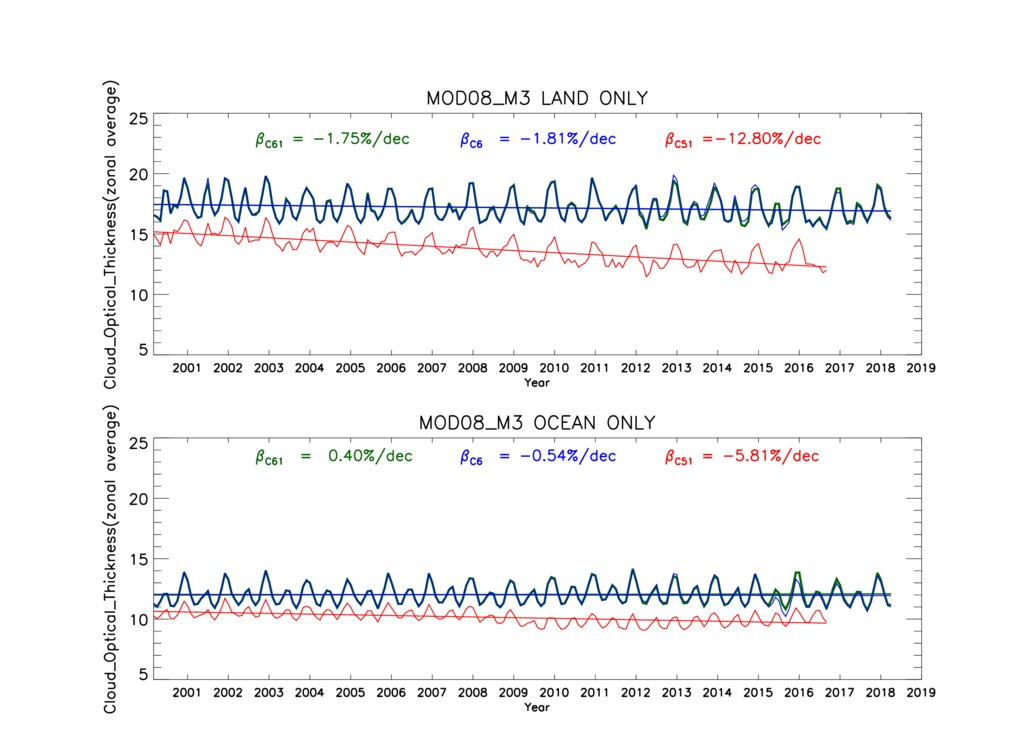 MOD08_M3 LAND ONLY
β_C61 = −1.75%/dec β_C6 = −1.81%/dec β_C51 =−12.80%/dec
Cloud_Optical_Thickness(zonal average)
25
20
15
10
5
2001 2002 2003 2004 2005 2006 2007 2008 2009 2010 2011 2012 2013 2014 2015 2016 2017 2018 2019
Year
MOD08_M3 OCEAN ONLY
β_C61 = 0.40%/dec β_C6 = −0.54%/dec β_C51 = −5.81%/dec
Cloud_Optical_Thickness(zonal average)
25
20
15
10
5
2001 2002 2003 2004 2005 2006 2007 2008 2009 2010 2011 2012 2013 2014 2015 2016 2017 2018 2019
Year